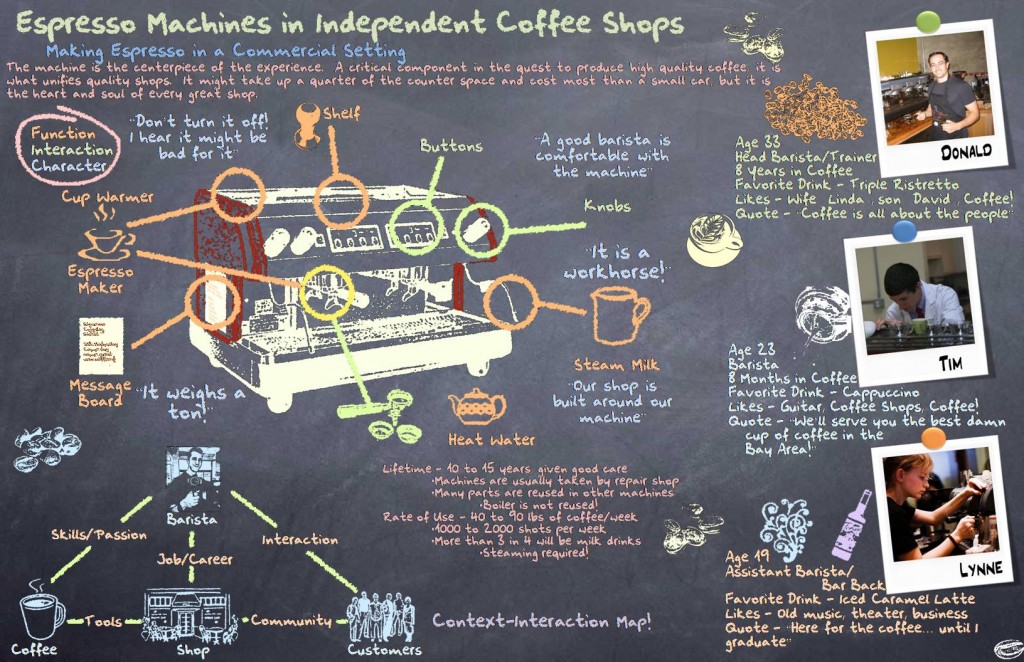 Espresso Machines in Independent Coffee Shops
Making Espresso in a Commercial Setting
The machine is the centerpiece of the experience. A critical component in the quest to produce high quality coffee, it is
what unifies quality shops. It might take up a quarter of the counter space and cost most than a small car, but it is
the heart and soul of every great shop.
Function
Interaction
Character
"Don't turn it off!
I hear it might be
bad for it"
Shelf
Buttons
"A good barista is
comfortable with
the machine"
Cup Warmer
Knobs
Espresso
Maker
"It is a
workhorse!"
Message
Board
"It weighs a
ton!"
Steam Milk
"Our shop is
built around our
machine"
Heat Water
Lifetime - 10 to 15 years given good care
·Machines are usually taken by repair shop
·Many parts are reused in other machines
·Boiler is not reused!
Rate of Use - 40 to 90 lbs of coffee/week
·1000 to 2000 shots per week
·More than 3 in 4 will be milk drinks
·Steaming required!
Barista
Skills/Passion
Job/Career
Interaction
Tools
Community
Coffee
Shop
Customers
Context-Interaction Map!
DONALD
Age 33
Head Barista/Trainer
8 Years in Coffee
Favorite Drink - Triple Ristretto
Likes - Wife Linda, son David, Coffee!
Quote - "Coffee is all about the people"
TIM
Age 23
Barista
8 Months in Coffee
Favorite Drink - Cappuccino
Likes - Guitar, Coffee Shops, Coffee!
Quote - "We'll serve you the best damn
cup of coffee in the
Bay Area!"
LYNNE
Age 19
Assistant Barista/
Bar Back
Favorite Drink - Iced Caramel Latte
Likes - Old music, theater, business
Quote - "Here for the coffee... until I
graduate"